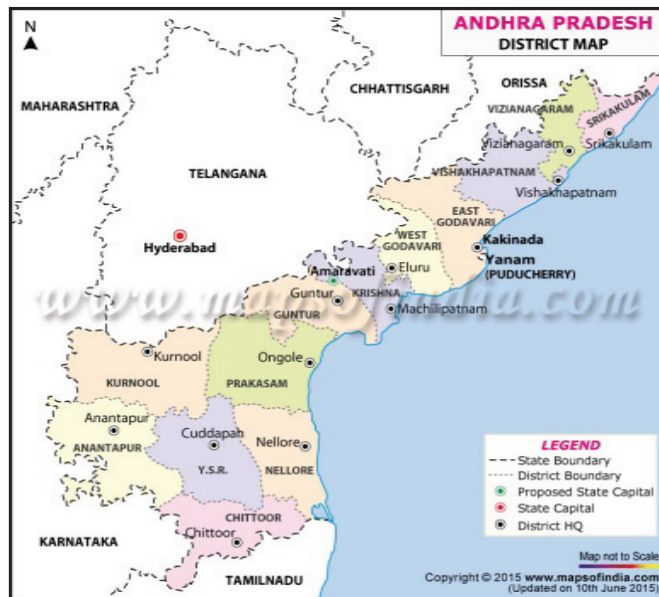 N
ANDHRA PRADESH
DISTRICT MAP
ORISSA
CHHATTISGARH
MAHARASHTRA
VIZIANAGARAM
SRIKAKULAM
Vizianagaram
Srikakulam
VISHAKHAPATNAM
Vishakhapatnam
TELANGANA
Hyderabad
EAST
GODAVARI
WEST
GODAVARI
Kakinada
Yanam
(PUDUCHERRY)
Amaravati
Eluru
Guntur
KRISHNA
GUNTUR
Machilipatnam
www.mapsofindia.com
Kurnool
Ongole
KURNOOL
PRAKASAM
Anantapur
ANANTAPUR
Cuddapah
Y.S.R.
Nellore
NELLORE
CHITTOOR
Chittoor
KARNATAKA
TAMILNADU
LEGEND
State Boundary
District Boundary
Proposed State Capital
State Capital
District HQ
Map not to Scale
Copyright © 2015 www.mapsofindia.com
(Updated on 10th June 2015)